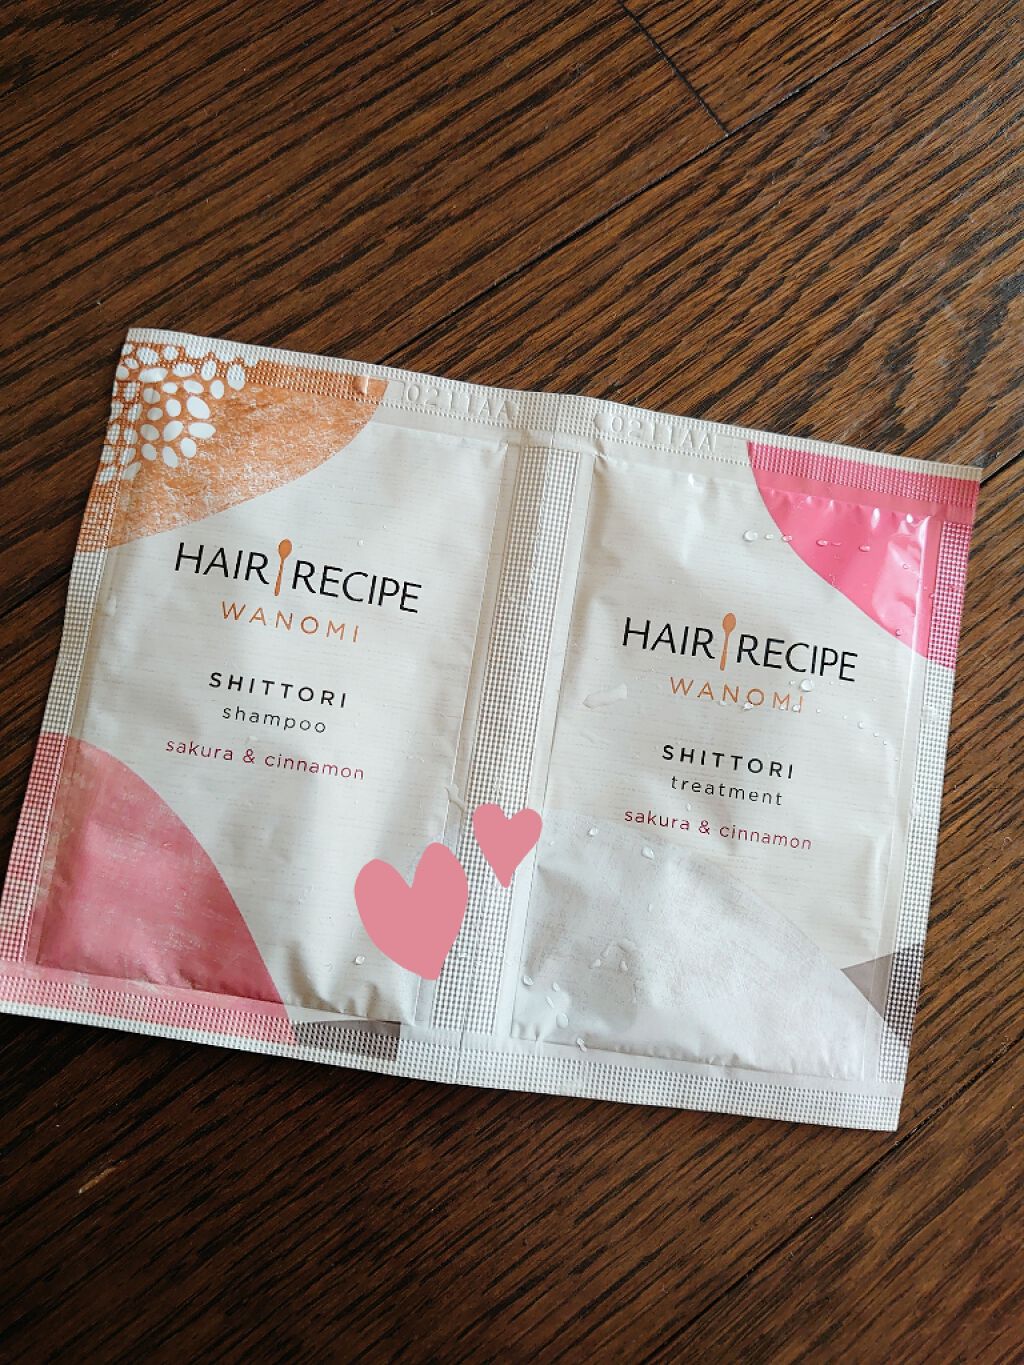 0211AA
0211AA
HAIR RECIPE
WANOMI
SHITTORI
shampoo
sakura & cinnamon
HAIR RECIPE
WANOMI
SHITTORI
treatment
sakura & cinnamon